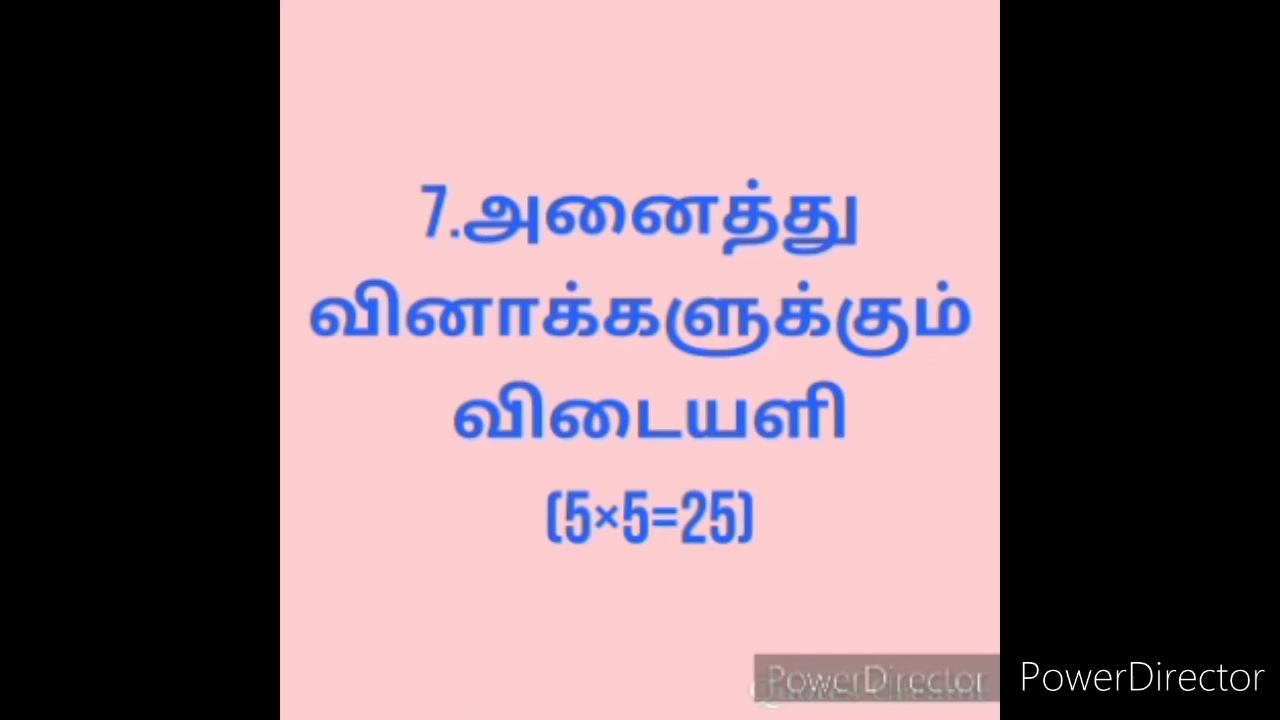 7.அனைத்து
வினாக்களுக்கும்
விடையளி
(5×5=25)
PowerDirector
PowerDirector